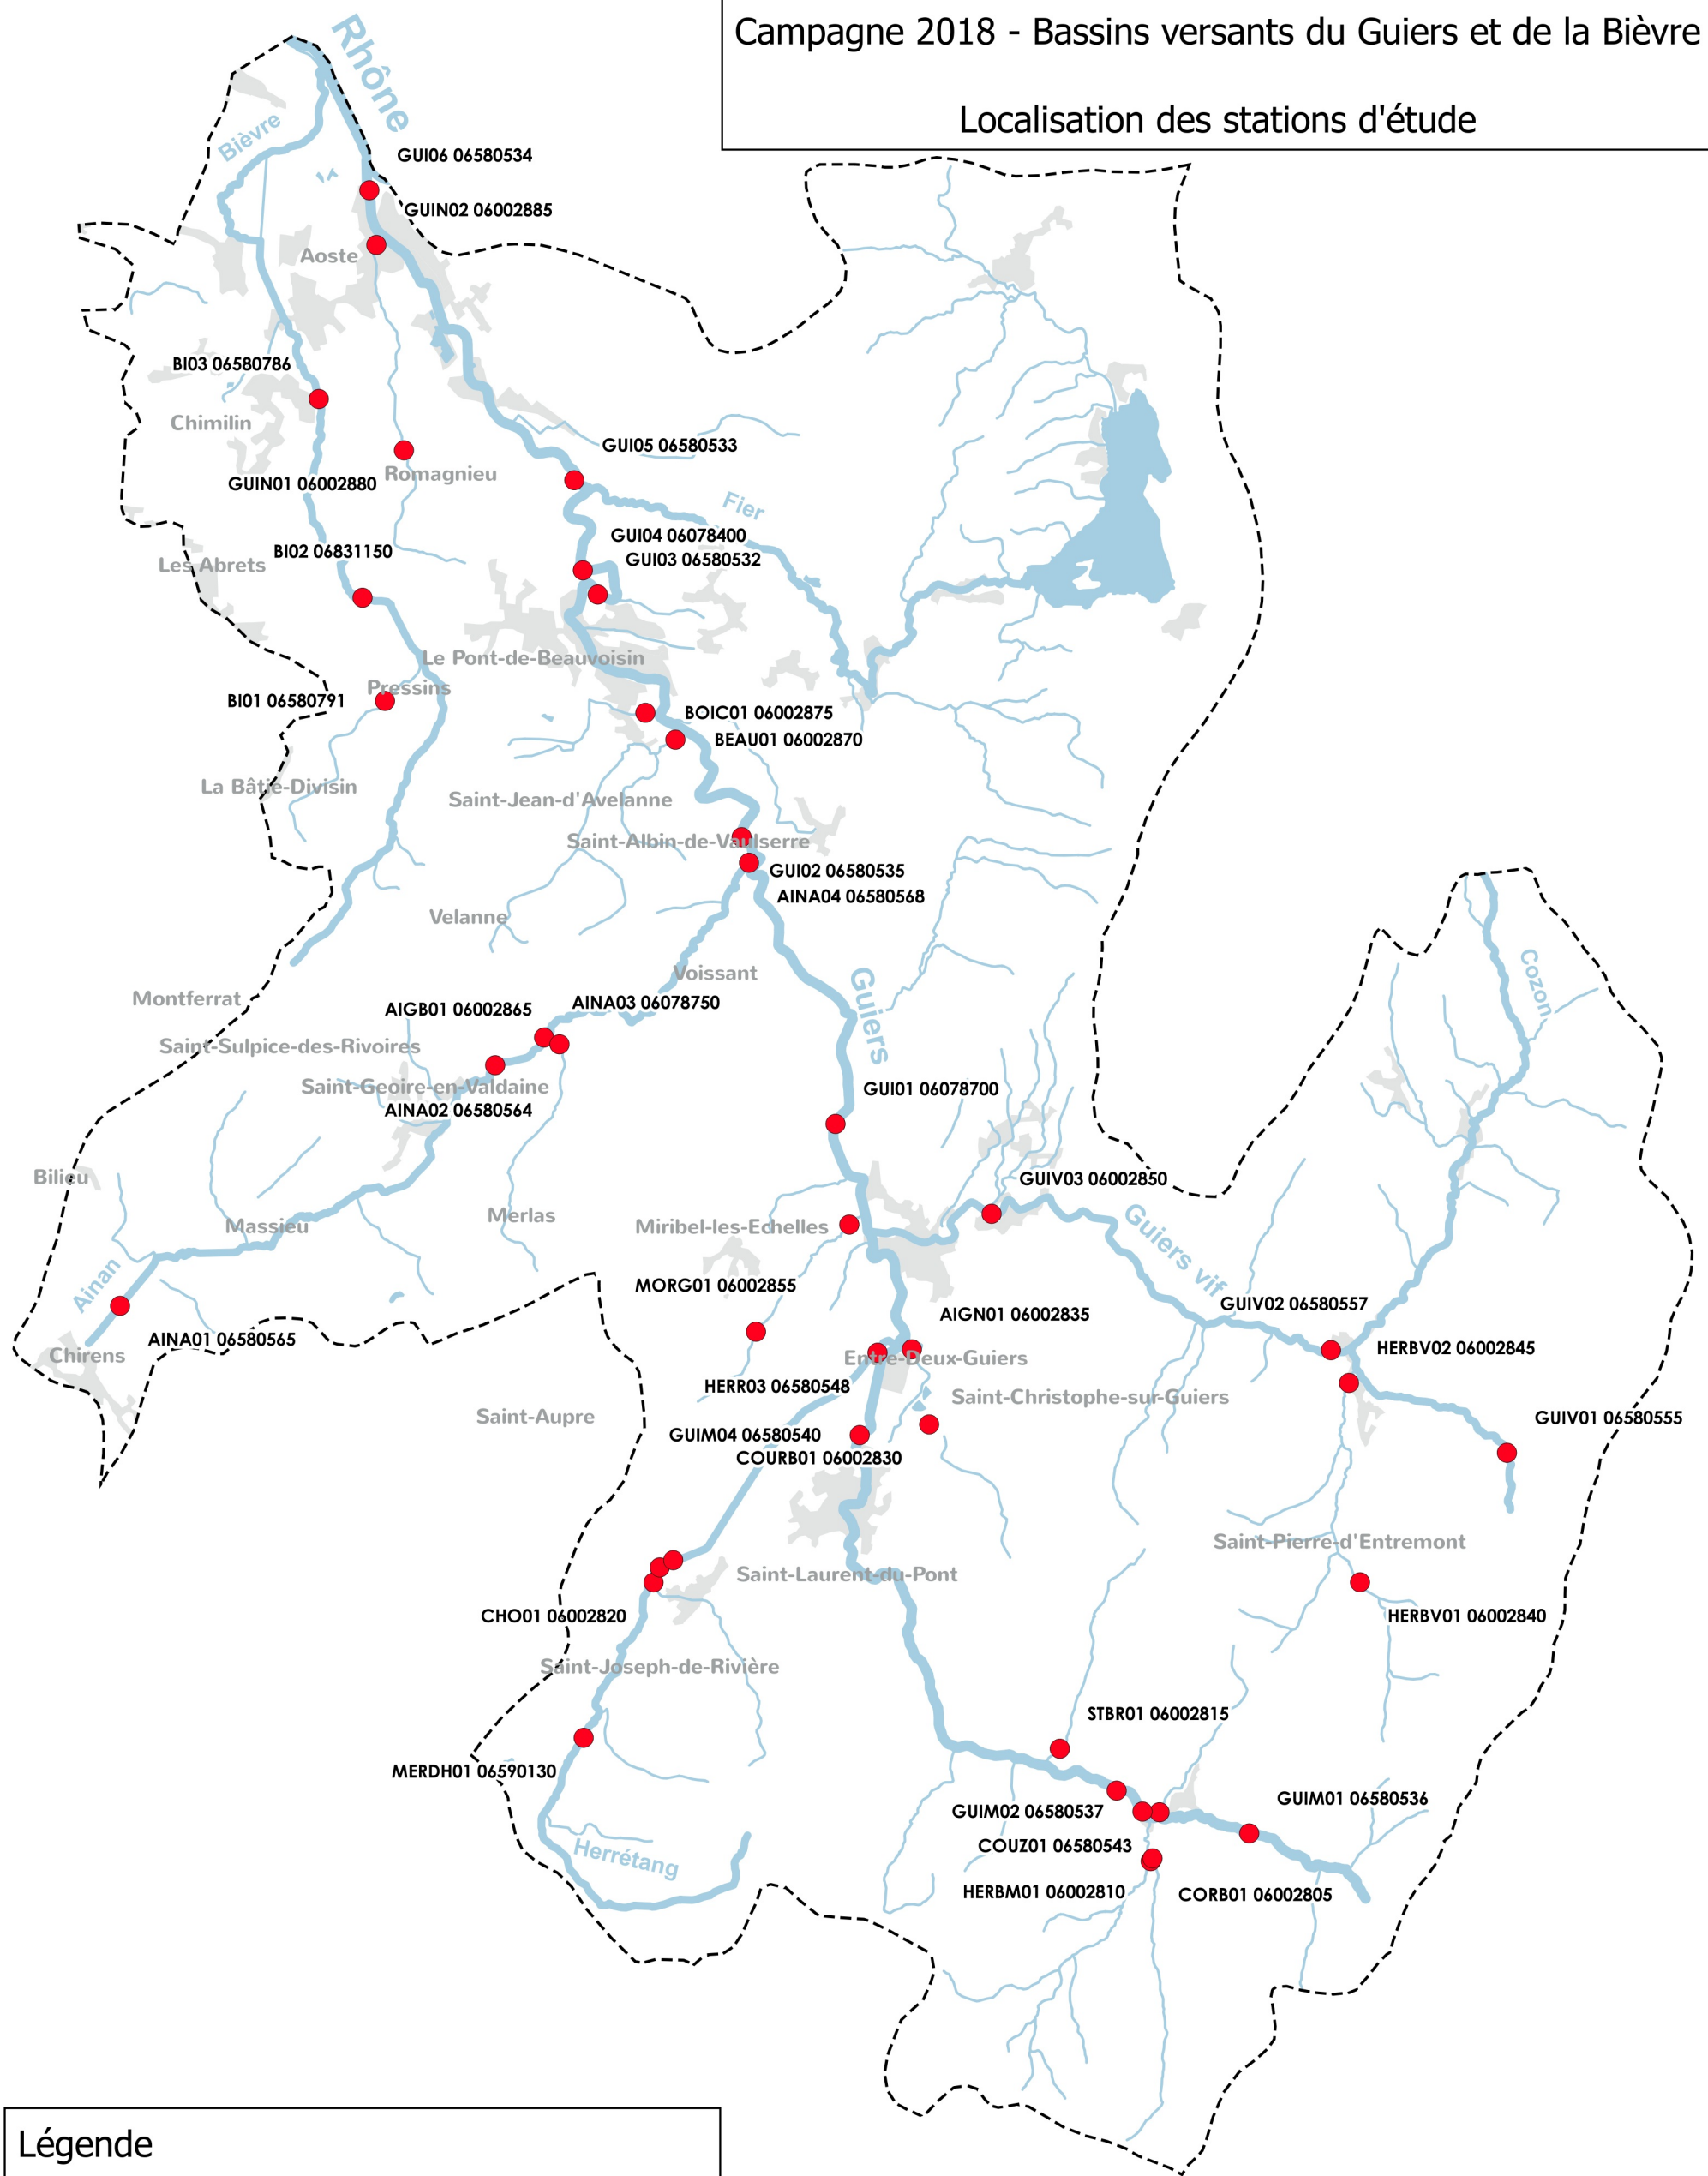 Campagne 2018 - Bassins versants du Guiers et de la Bièvre
Localisation des stations d'étude
Rhône
Bièvre
GUI06 06580534
GUIN02 06002885
Aoste
BI03 06580786
Chimilin
GUI05 06580533
Romagnieu
GUIN01 06002880
Fier
GUI04 06078400
BI02 06831150
GUI03 06580532
Les Abrets
Le Pont-de-Beauvoisin
Pressins
BI01 06580791
BOIC01 06002875
BEAU01 06002870
La Bâtie-Divisin
Saint-Jean-d'Avelanne
Saint-Albin-de-Vaulserre
GUI02 06580535
AINA04 06580568
Velanne
Voissant
Cozon
Montferrat
AIGB01 06002865
AINA03 06078750
Guiers
Saint-Sulpice-des-Rivoires
Saint-Geoire-en-Valdaine
GUI01 06078700
AINA02 06580564
Bilieu
GUIV03 06002850
Merlas
Massieu
Miribel-les-Echelles
Guiers vif
Ainan
MORG01 06002855
GUIV02 06580557
AIGN01 06002835
AINA01 06580565
HERBV02 06002845
Chirens
Entre-Deux-Guiers
HERR03 06580548
Saint-Christophe-sur-Guiers
Saint-Aupre
GUIV01 06580555
GUIM04 06580540
COURB01 06002830
Saint-Pierre-d'Entremont
Saint-Laurent-du-Pont
CHO01 06002820
HERBV01 06002840
Saint-Joseph-de-Rivière
STBR01 06002815
MERDH01 06590130
GUIM01 06580536
GUIM02 06580537
COUZ01 06580543
Herrétang
HERBM01 06002810
CORB01 06002805
Légende